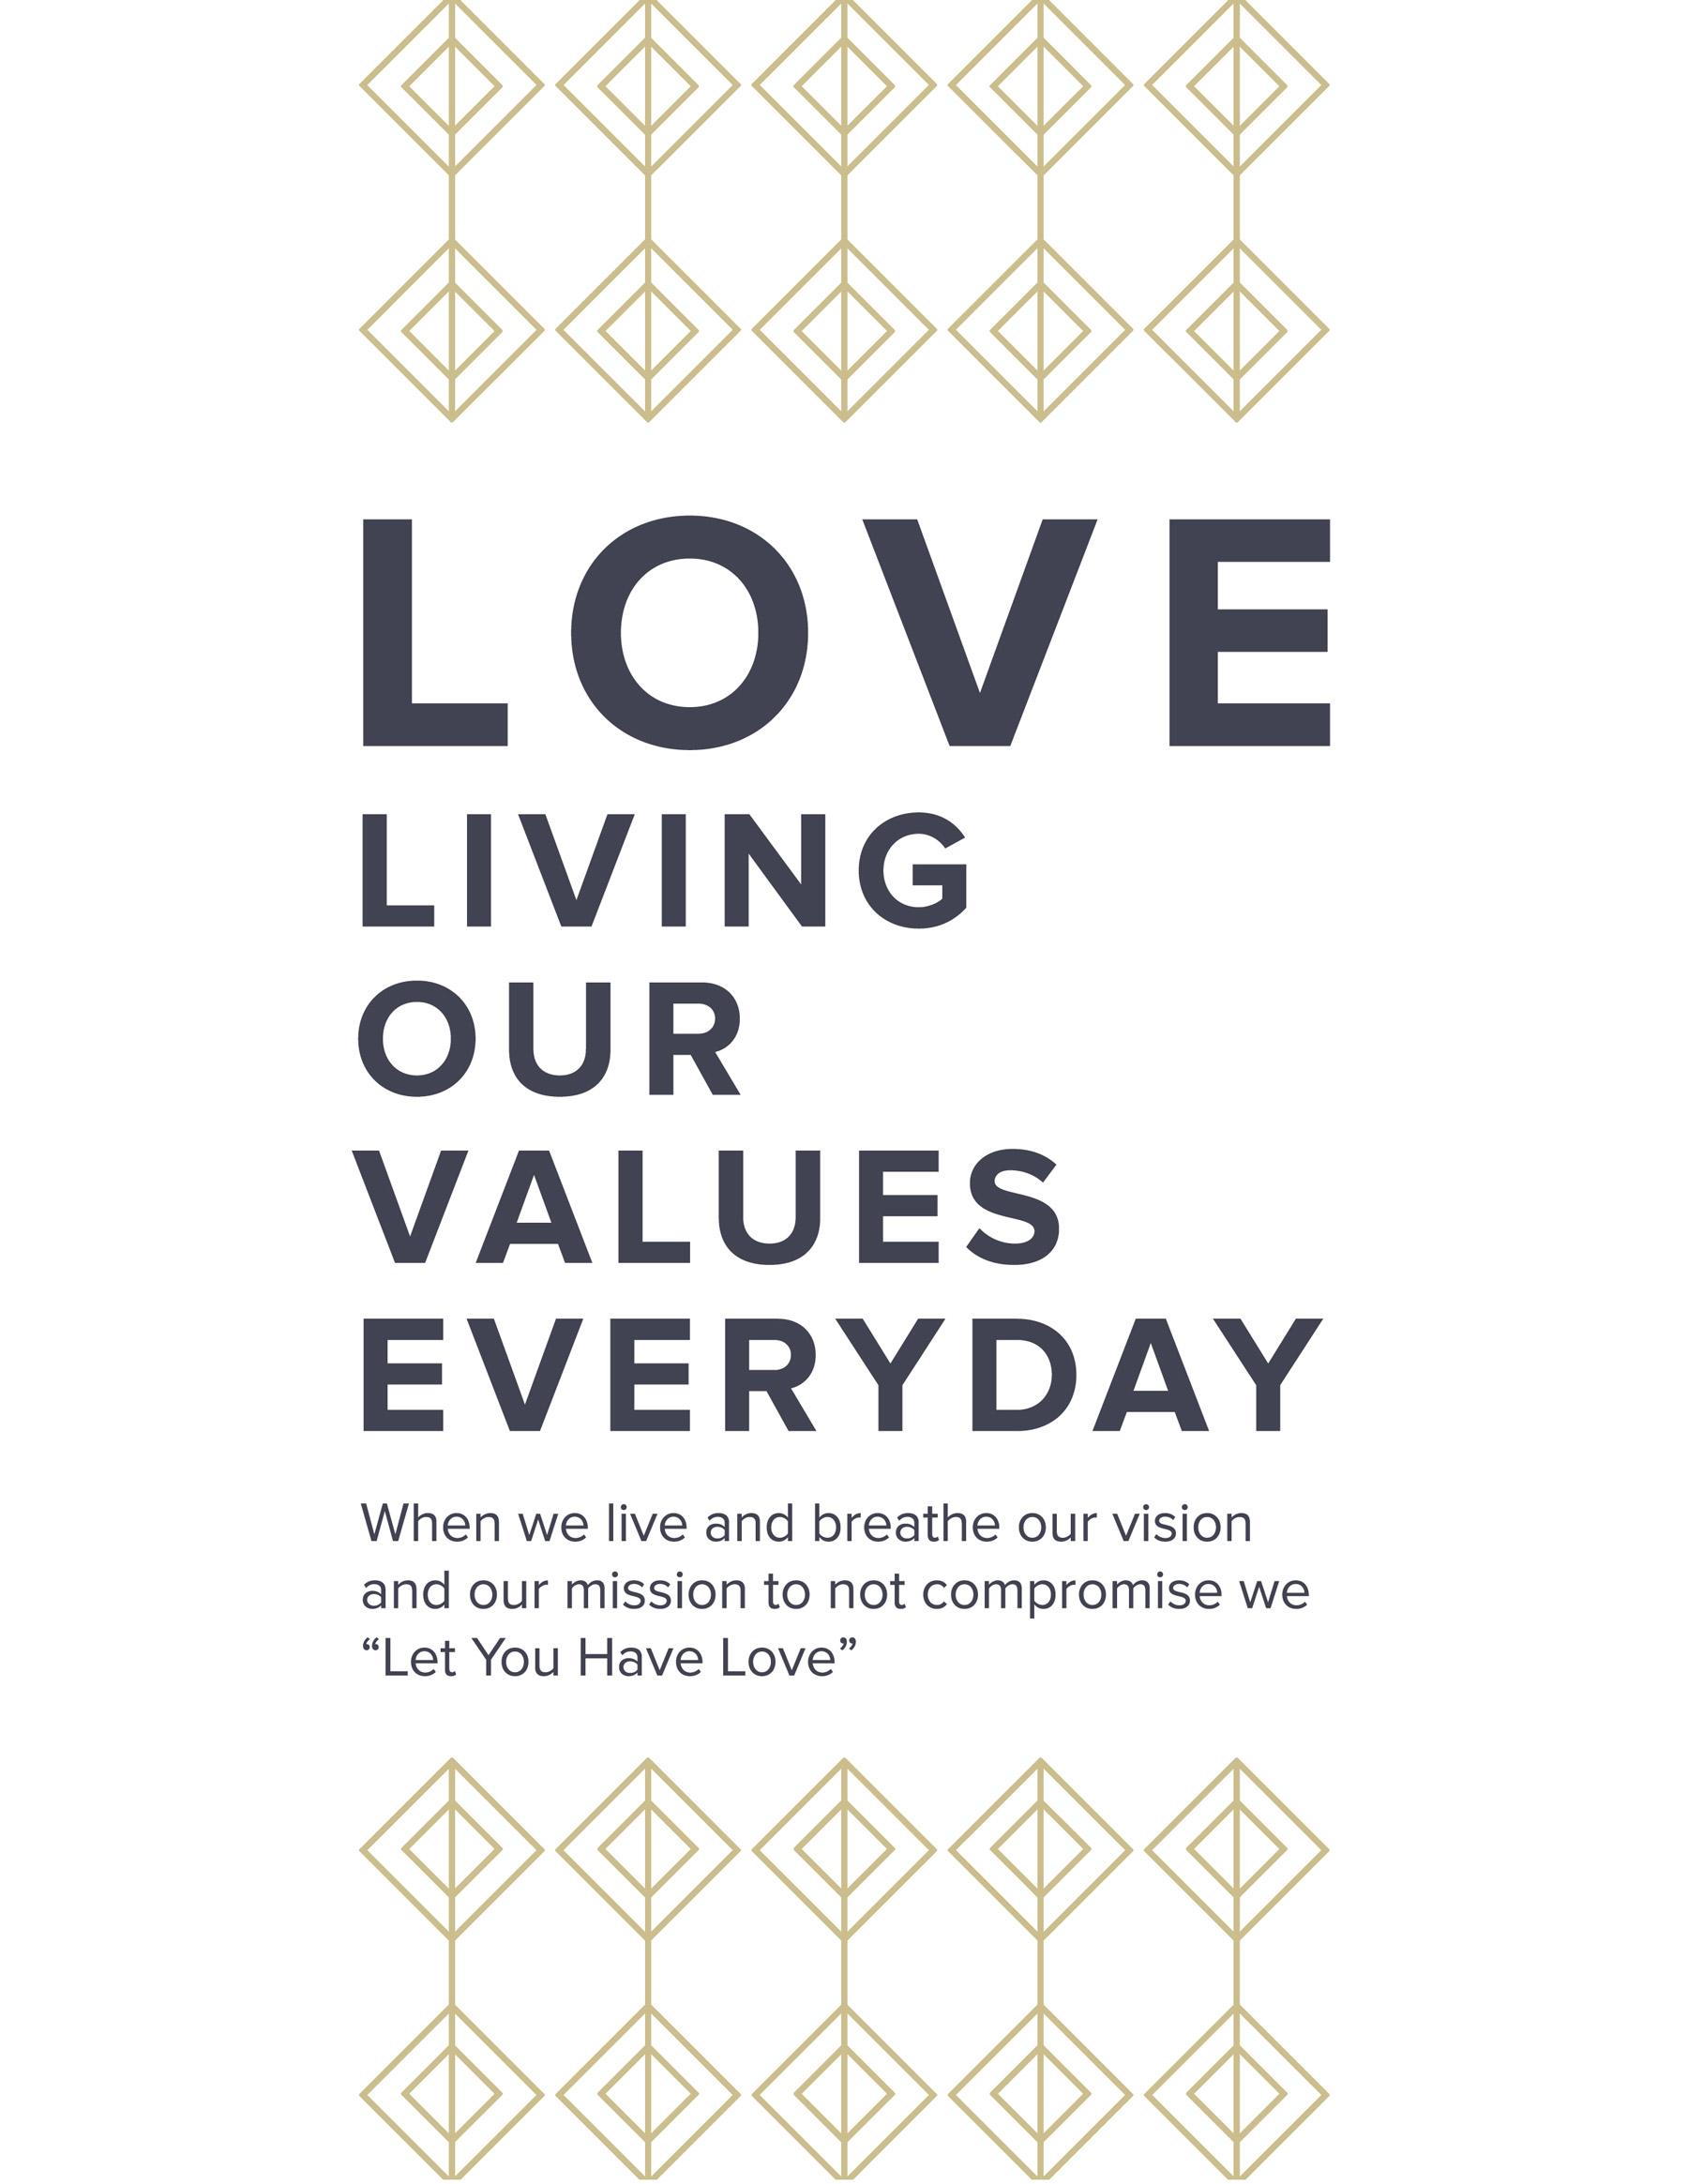 LOVE
LIVING
OUR
VALUES
EVERYDAY
When we live and breathe our vision
and our mission to not compromise we
“Let You Have Love”